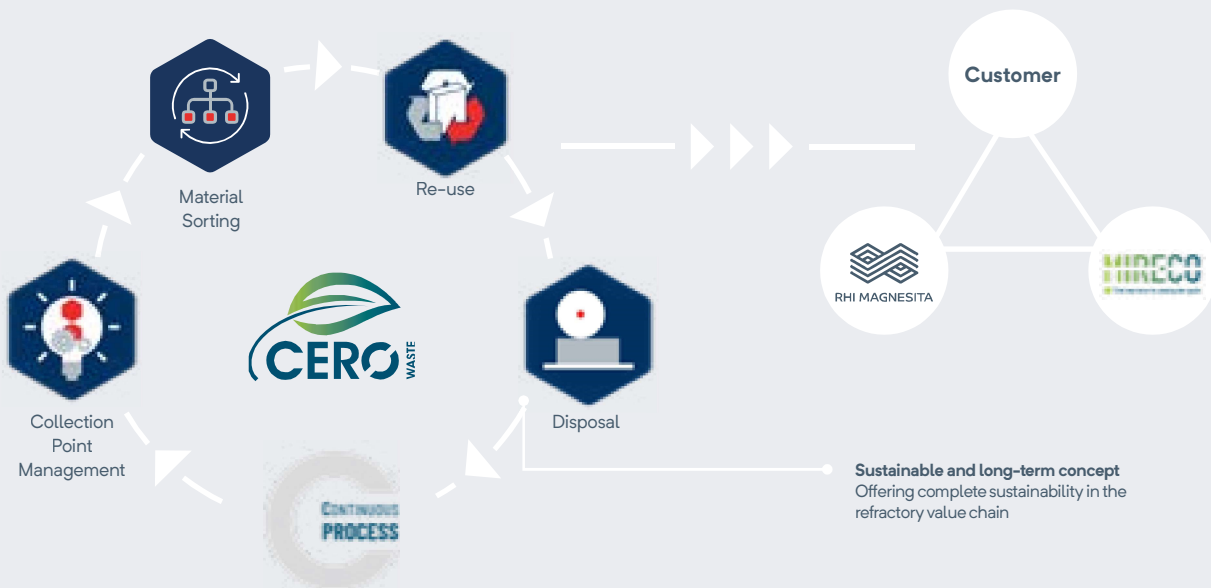 Customer
Material
Sorting
Re-use
RHI MAGNESITA
MIRECO
CERO
WASTE
Collection
Point
Management
Disposal
CONTINUOUS
PROCESS
Sustainable and long-term concept
Offering complete sustainability in the
refractory value chain